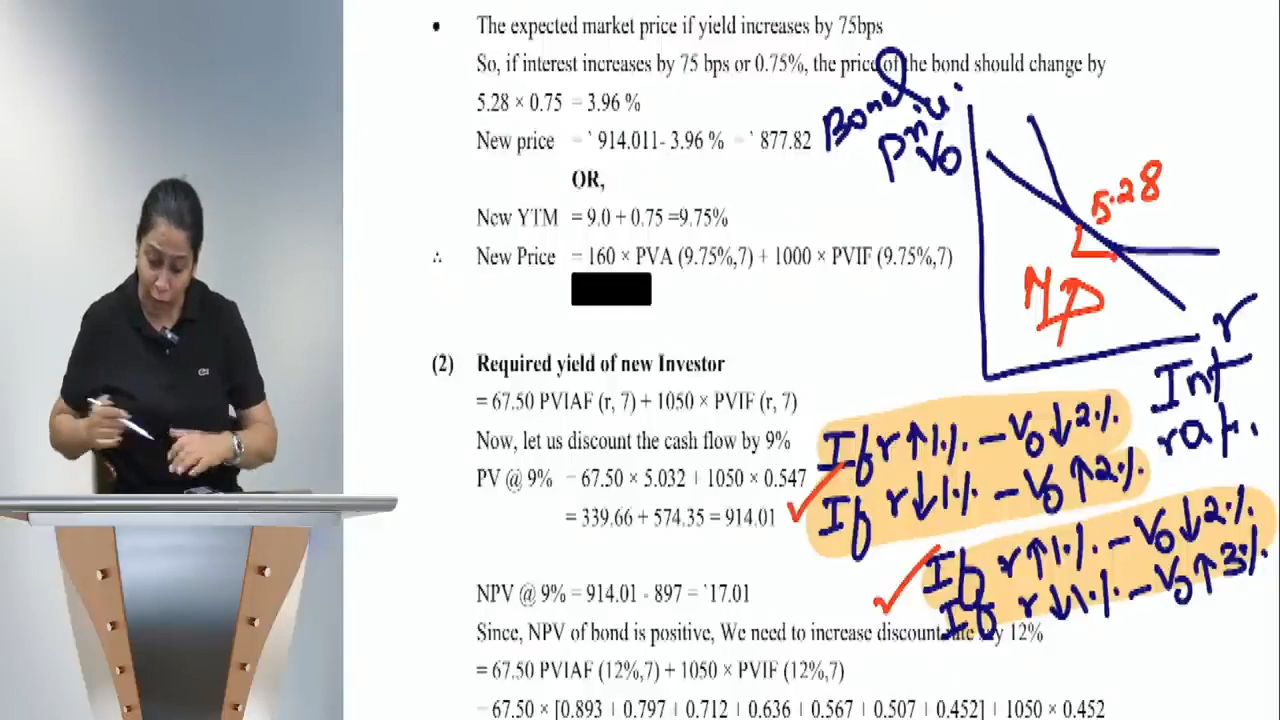 • The expected market price if yield increases by 75bps
So, if interest increases by 75 bps or 0.75%, the price of the bond should change by
5.28 × 0.75 = 3.96 %
New price = ` 914.011- 3.96 % = ` 877.82
OR,
New YTM = 9.0 + 0.75 =9.75%
∴ New Price = 160 × PVA (9.75%,7) + 1000 × PVIF (9.75%,7)
(2) Required yield of new Investor
= 67.50 PVIAF (r, 7) + 1050 × PVIF (r, 7)
Now, let us discount the cash flow by 9%
PV @ 9% = 67.50 × 5.032 + 1050 × 0.547
= 339.66 + 574.35 = 914.01
NPV @ 9% = 914.01 - 897 = `17.01
Since, NPV of bond is positive, We need to increase discount rate by 12%
= 67.50 PVIAF (12%,7) + 1050 × PVIF (12%,7)
= 67.50 × [0.893 + 0.797 + 0.712 + 0.636 + 0.567 + 0.507 + 0.452] + 1050 × 0.452
Bond
Price
V0
5.28
MD
r
Int
rat.
If r↑1% – V0↓2%
If r↓1% – V0↑2%
If r↑1% – V0↓2%
If r↓1% – V0↑3%